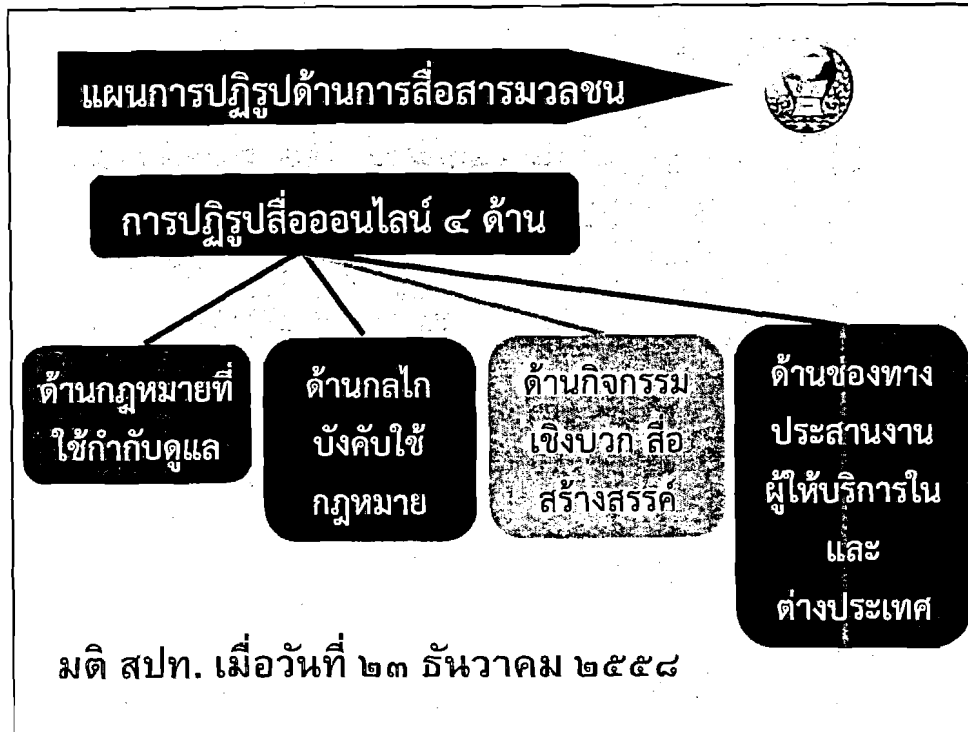 แผนการปฏิรูปด้านการสื่อสารมวลชน
การปฏิรูปสื่อออนไลน์ ๔ ด้าน
ด้านกฎหมายที่
ใช้กำกับดูแล
ด้านกลไก
บังคับใช้
กฎหมาย
ด้านกิจกรรม
เชิงบวก สื่อ
สร้างสรรค์
ด้านช่องทาง
ประสานงาน
ผู้ให้บริการใน
และ
ต่างประเทศ
มติ สปท. เมื่อวันที่ ๒๓ ธันวาคม ๒๕๕๘